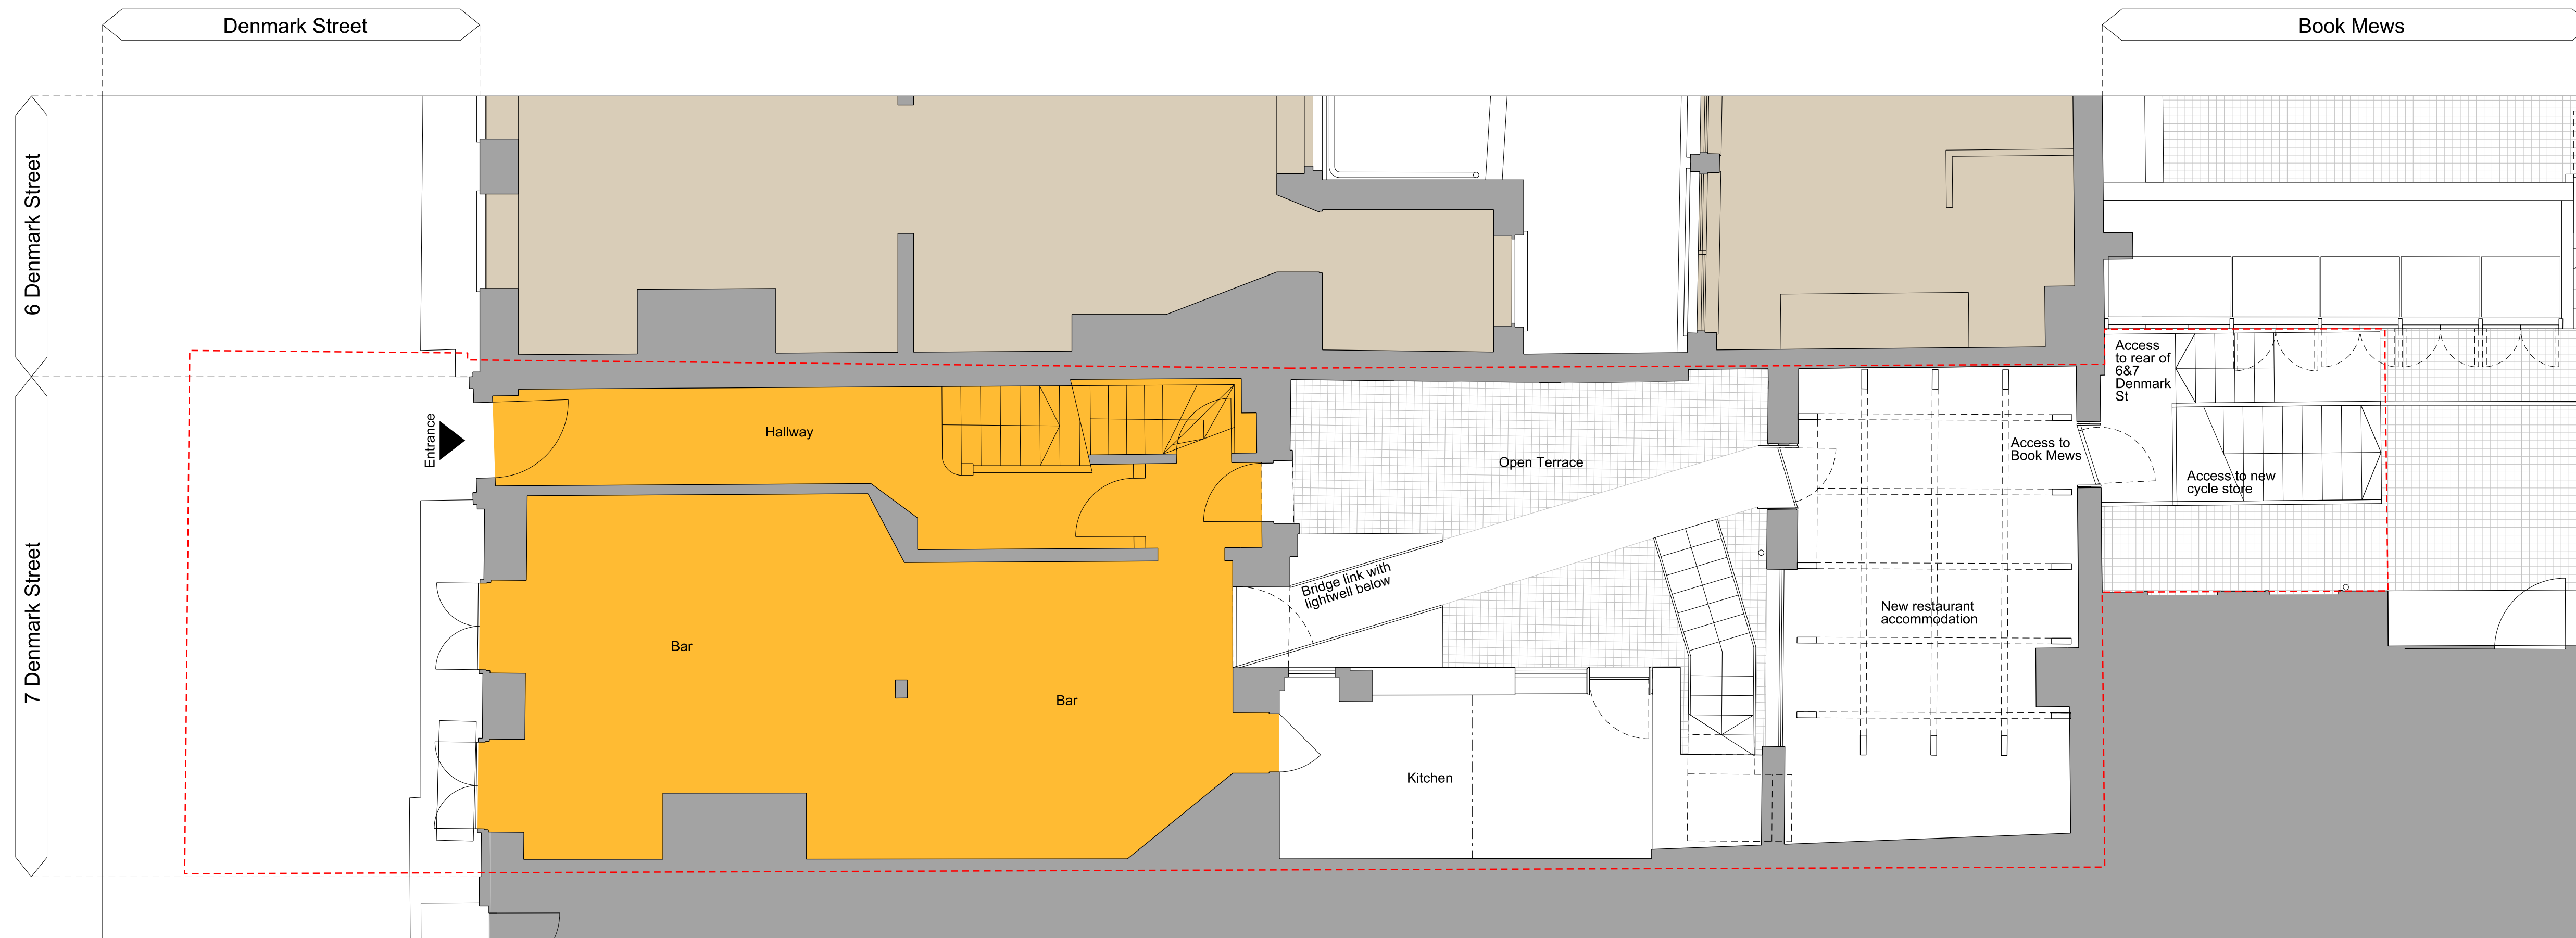 Denmark Street
Book Mews
6 Denmark Street
7 Denmark Street
Entrance
Hallway
Bar
Bar
Open Terrace
Bridge link with
lightwell below
Kitchen
New restaurant
accommodation
Access to
Book Mews
Access
to rear of
6&7
Denmark
St
Access to new
cycle store